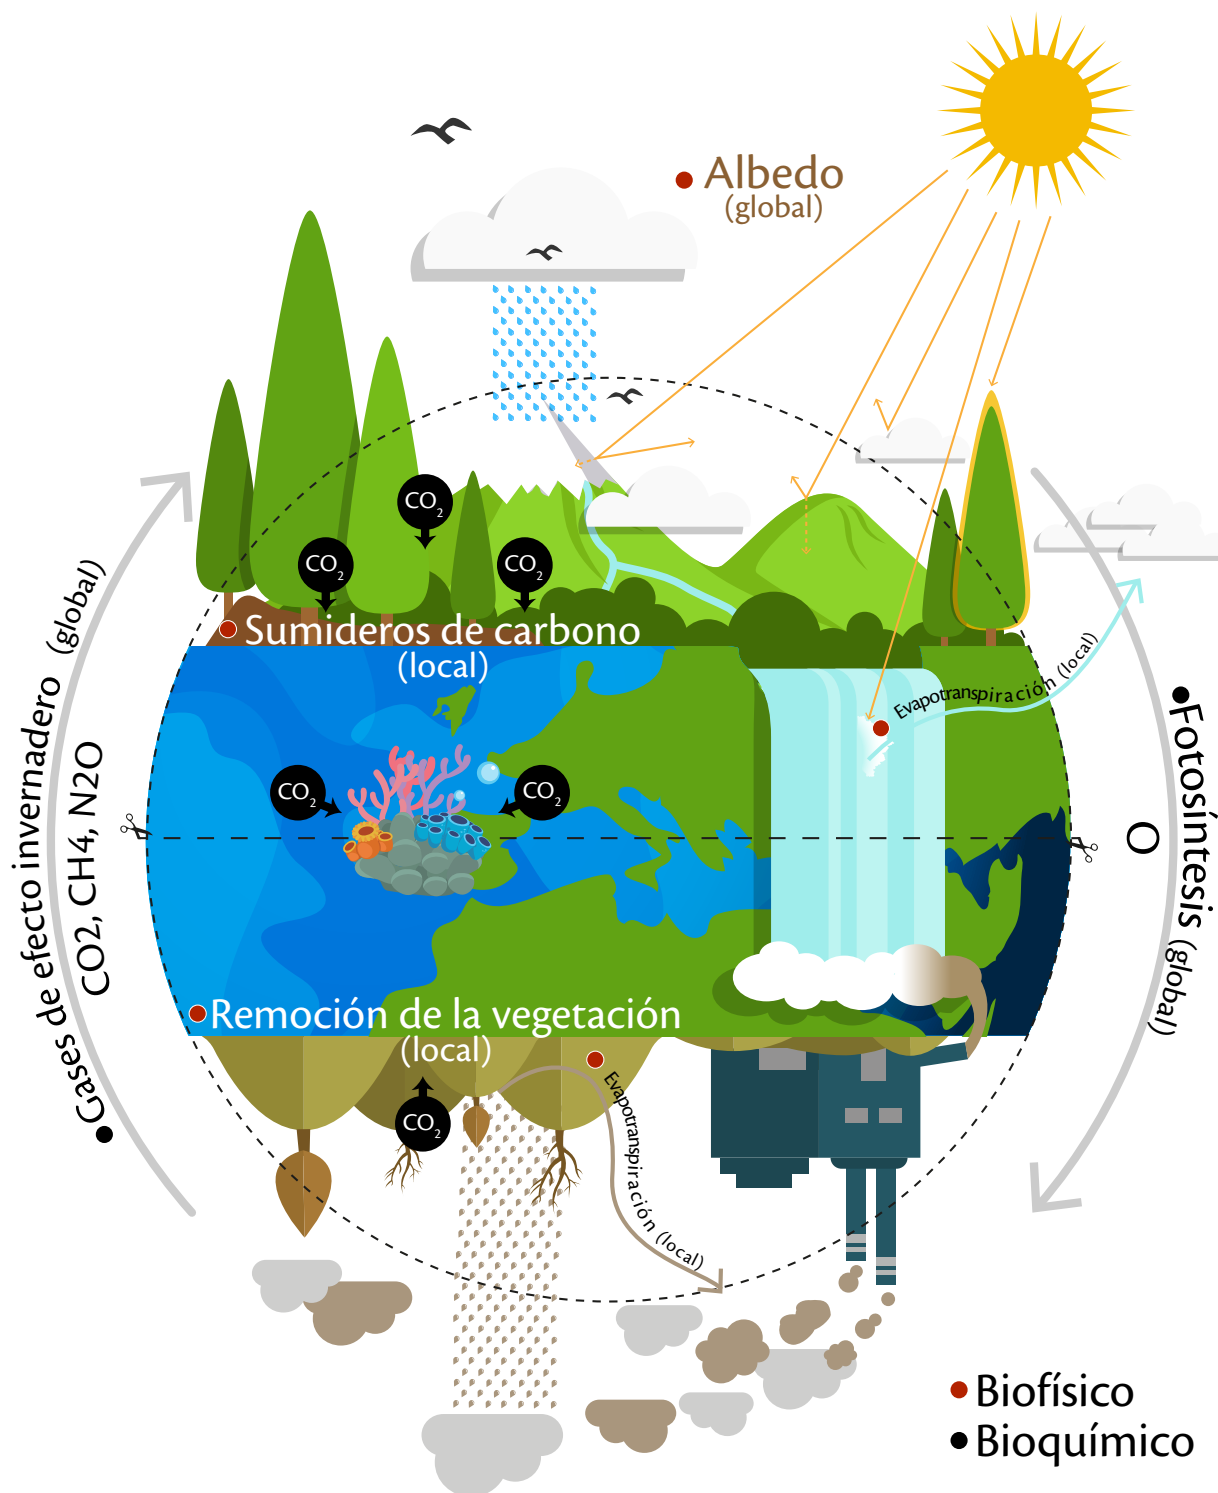 Albedo
(global)
CO2
CO2
CO2
Sumideros de carbono
(local)
Evapotranspiración (local)
CO2
CO2
Gases de efecto invernadero (global)
CO2, CH4, N2O
Fotosíntesis (global)
O
Remoción de la vegetación
(local)
CO2
Evapotranspiración (local)
Biofísico
Bioquímico